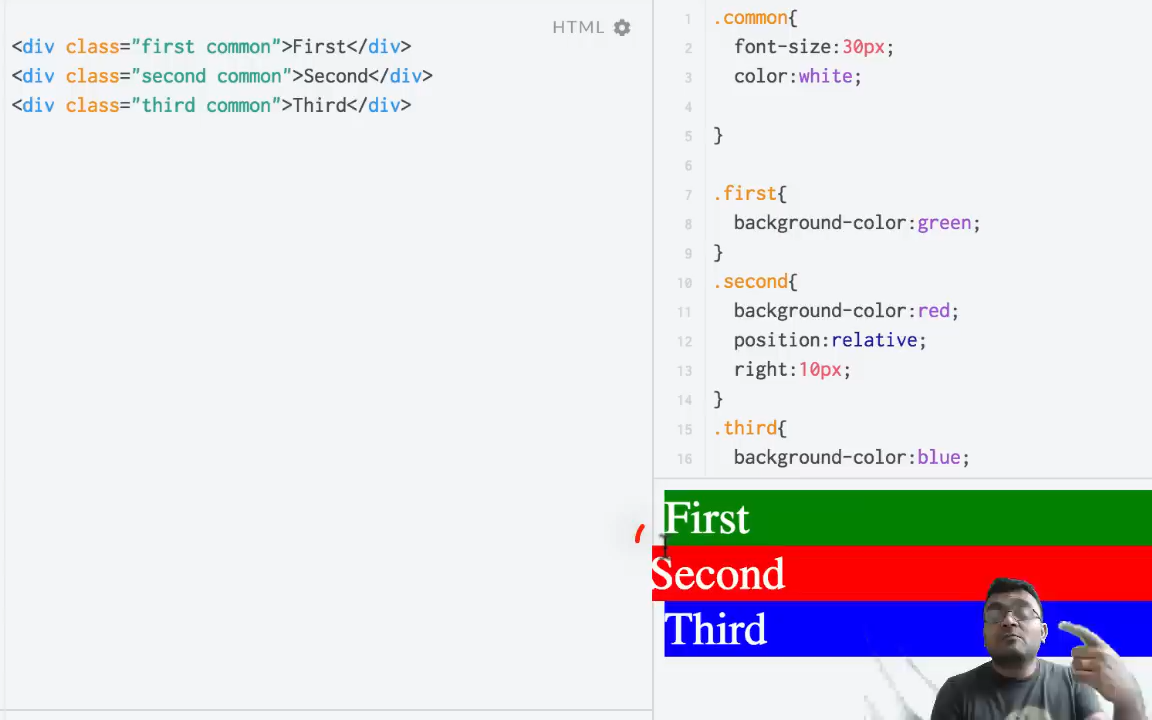 HTML
<div class="first common">First</div>
<div class="second common">Second</div>
<div class="third common">Third</div>
1 .common{
2 font-size:30px;
3 color:white;
4
5 }
6
7 .first{
8 background-color:green;
9 }
10 .second{
11 background-color:red;
12 position:relative;
13 right:10px;
14 }
15 .third{
16 background-color:blue;
First
Second
Third